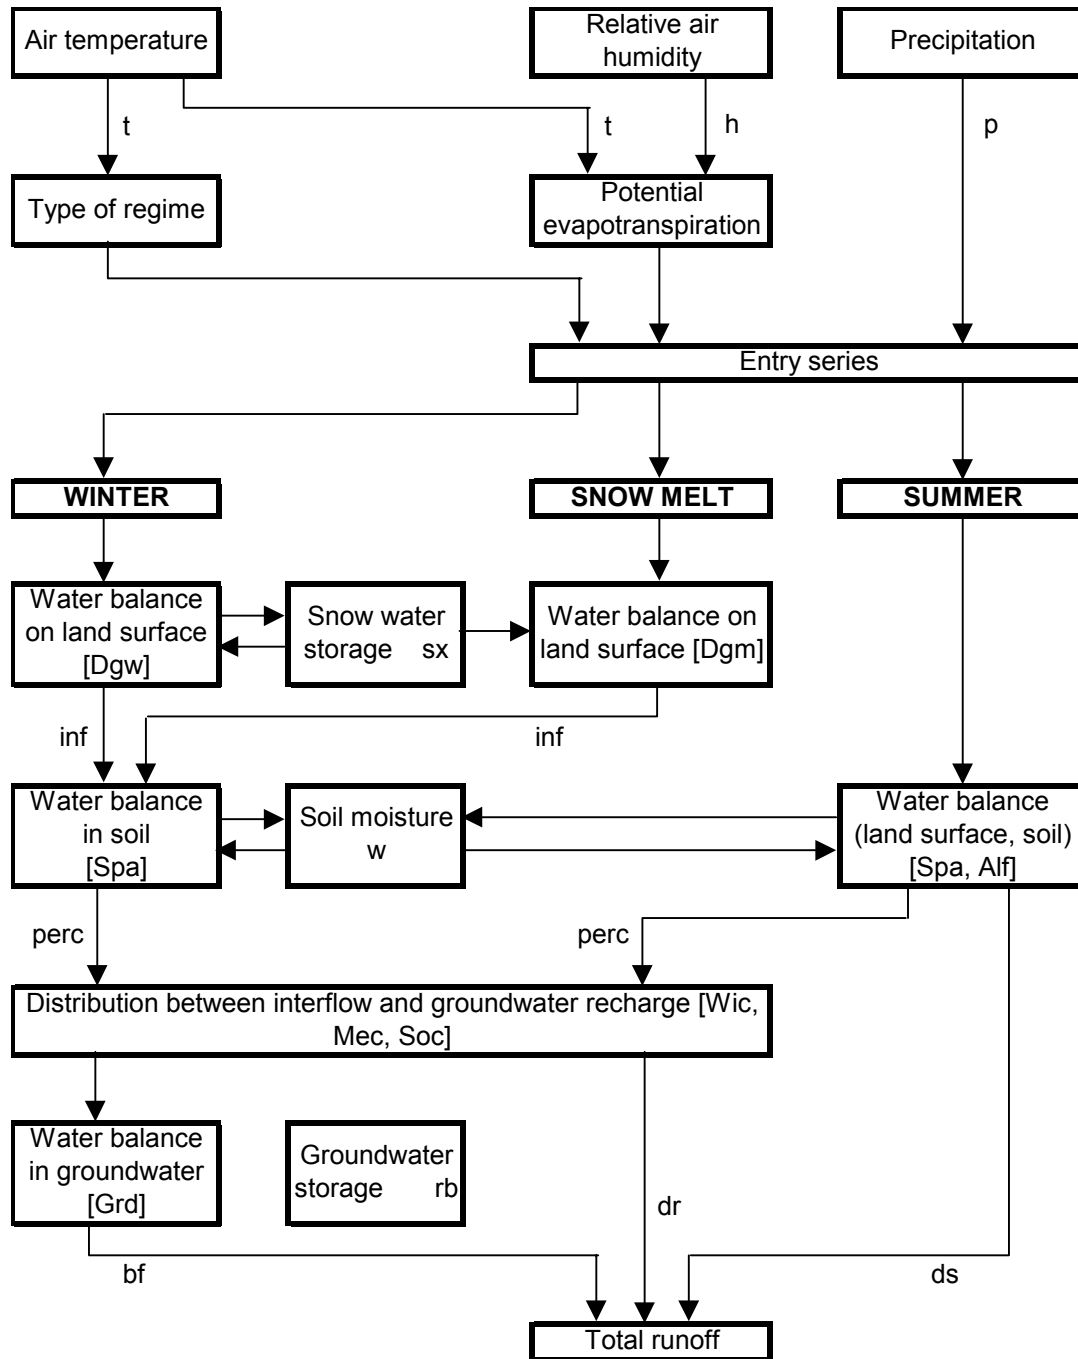 Air temperature
Relative air
humidity
Precipitation
t
t
h
p
Type of regime
Potential
evapotranspiration
Entry series
WINTER
SNOW MELT
SUMMER
Water balance
on land surface
[Dgw]
Snow water
storage sx
Water balance on
land surface [Dgm]
inf
inf
Water balance
in soil
[Spa]
Soil moisture
w
Water balance
(land surface, soil)
[Spa, Alf]
perc
perc
Distribution between interflow and groundwater recharge [Wic,
Mec, Soc]
Water balance
in groundwater
[Grd]
Groundwater
storage rb
dr
bf
ds
Total runoff